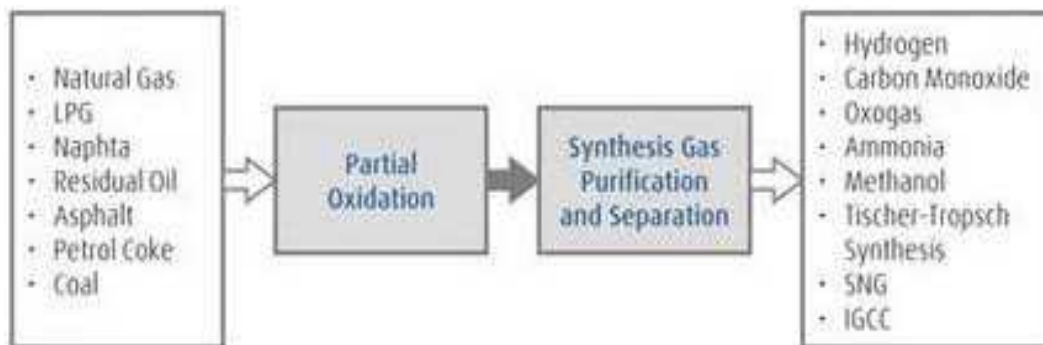 • Natural Gas
• LPG
• Naphta
• Residual Oil
• Asphalt
• Petrol Coke
• Coal
Partial
Oxidation
Synthesis Gas
Purification
and Separation
• Hydrogen
• Carbon Monoxide
• Oxogas
• Ammonia
• Methanol
• Tischer-Tropsch
Synthesis
• SNG
• IGCC